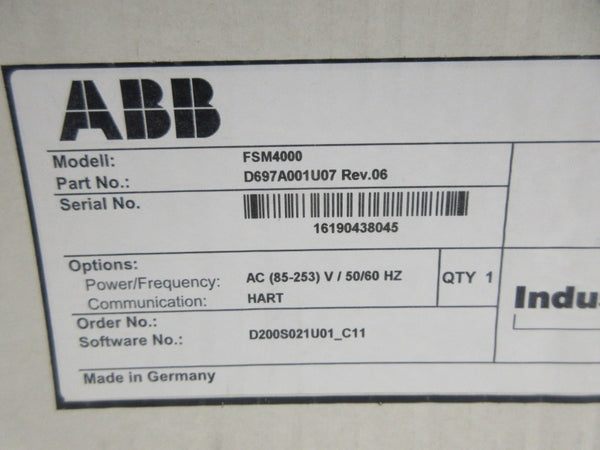 ABB
Modell: FSM4000
Part No.: D697A001U07 Rev.06
Serial No.
16190438045
Options:
Power/Frequency: AC (85-253) V / 50/60 HZ
QTY 1
Communication: HART
Indus
Order No.:
Software No.: D200S021U01_C11
Made in Germany